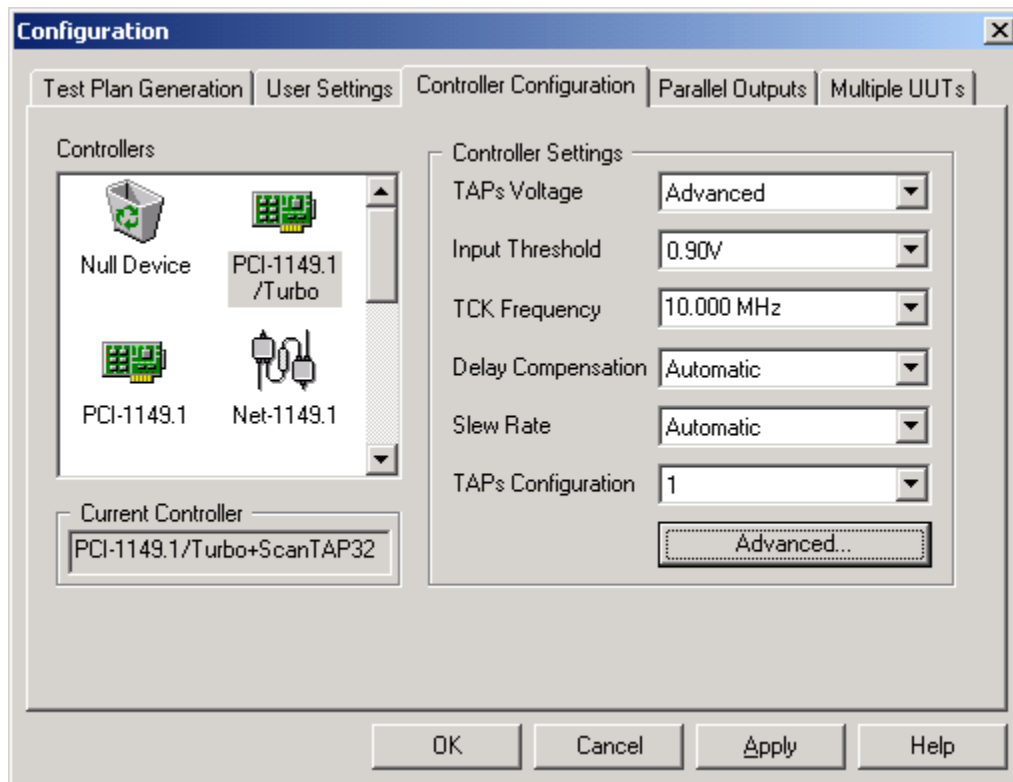 Configuration
Test Plan Generation
User Settings
Controller Configuration
Parallel Outputs
Multiple UUTs
Controllers
Null Device
PCI-1149.1
/Turbo
PCI-1149.1
Net-1149.1
Current Controller
PCI-1149.1/Turbo+ScanTAP32
Controller Settings
TAPs Voltage
Advanced
Input Threshold
0.90V
TCK Frequency
10.000 MHz
Delay Compensation
Automatic
Slew Rate
Automatic
TAPs Configuration
1
Advanced...
OK
Cancel
Apply
Help